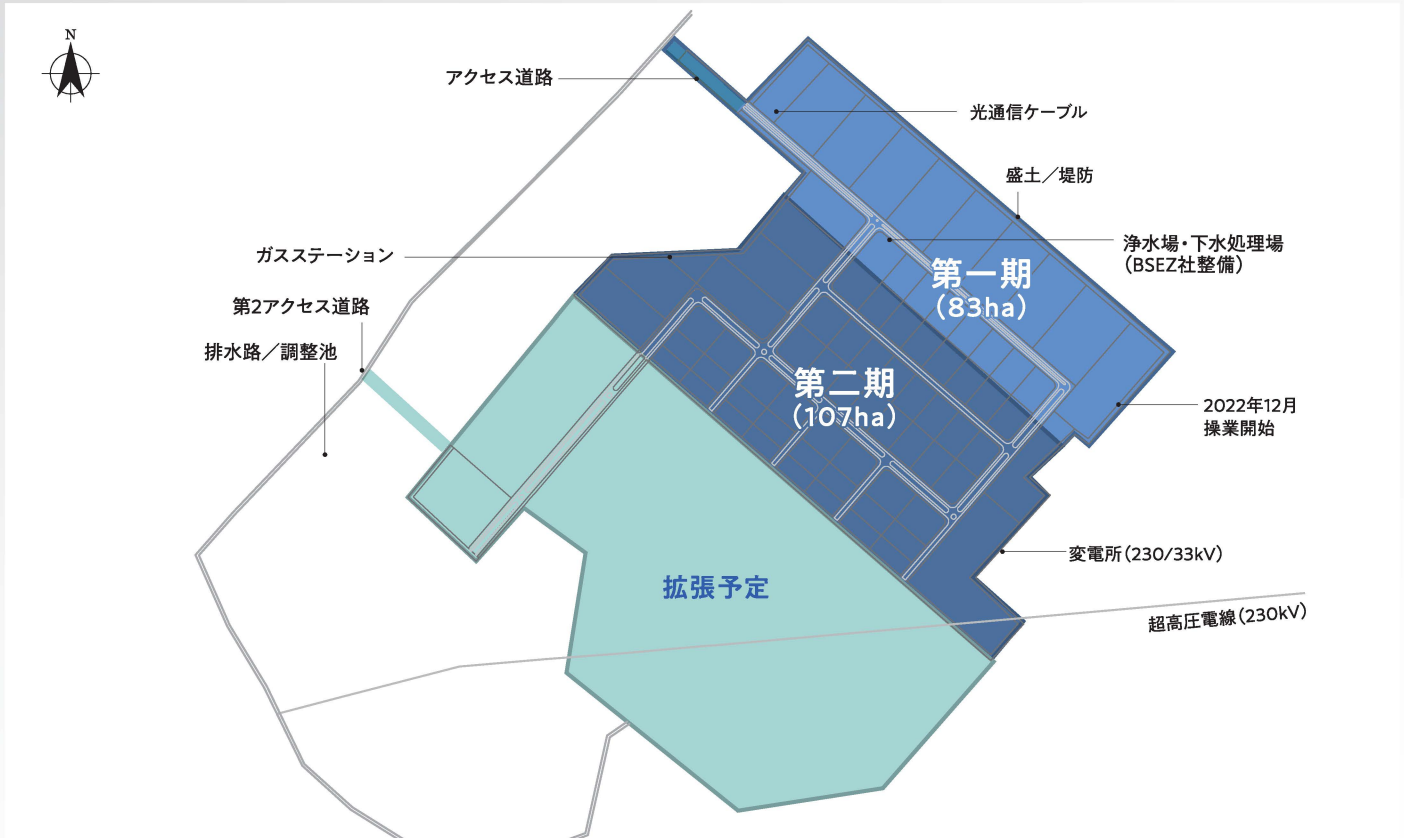 N
アクセス道路
光通信ケーブル
盛土／堤防
浄水場・下水処理場
（BSEZ社整備）
ガスステーション
第一期
（83ha）
第2アクセス道路
排水路／調整池
第二期
（107ha）
2022年12月
操業開始
変電所（230/33kV）
拡張予定
超高圧電線（230kV）